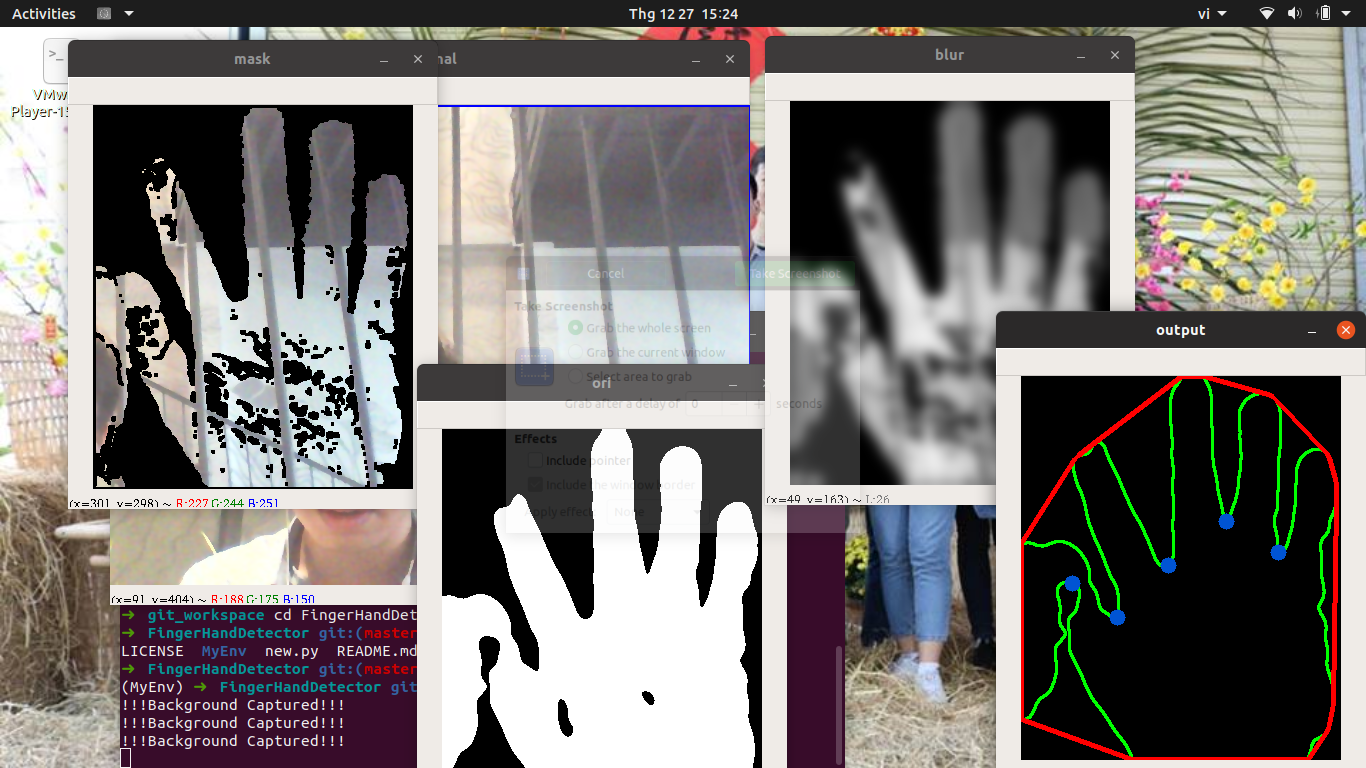 Activities
Thg 12 27 15:24
vi
VMw
Player-15
mask
nal
blur
Cancel
Take Screenshot
Take Screenshot
Grab the whole screen
Grab the current window
Select area to grab
Grab after a delay of 0 - + seconds
Effects
Include pointer
Include the window border
Apply effect: None
ori
output
(x=301, y=298) ~ R:227 G:244 B:251
(x=49, y=163) ~ L:26
(x=91, y=404) ~ R:188 G:175 B:150
→ git_workspace cd FingerHandDet
→ FingerHandDetector git:(master
LICENSE MyEnv new.py README.md
→ FingerHandDetector git:(master
(MyEnv) → FingerHandDetector git
!!!Background Captured!!!
!!!Background Captured!!!
!!!Background Captured!!!